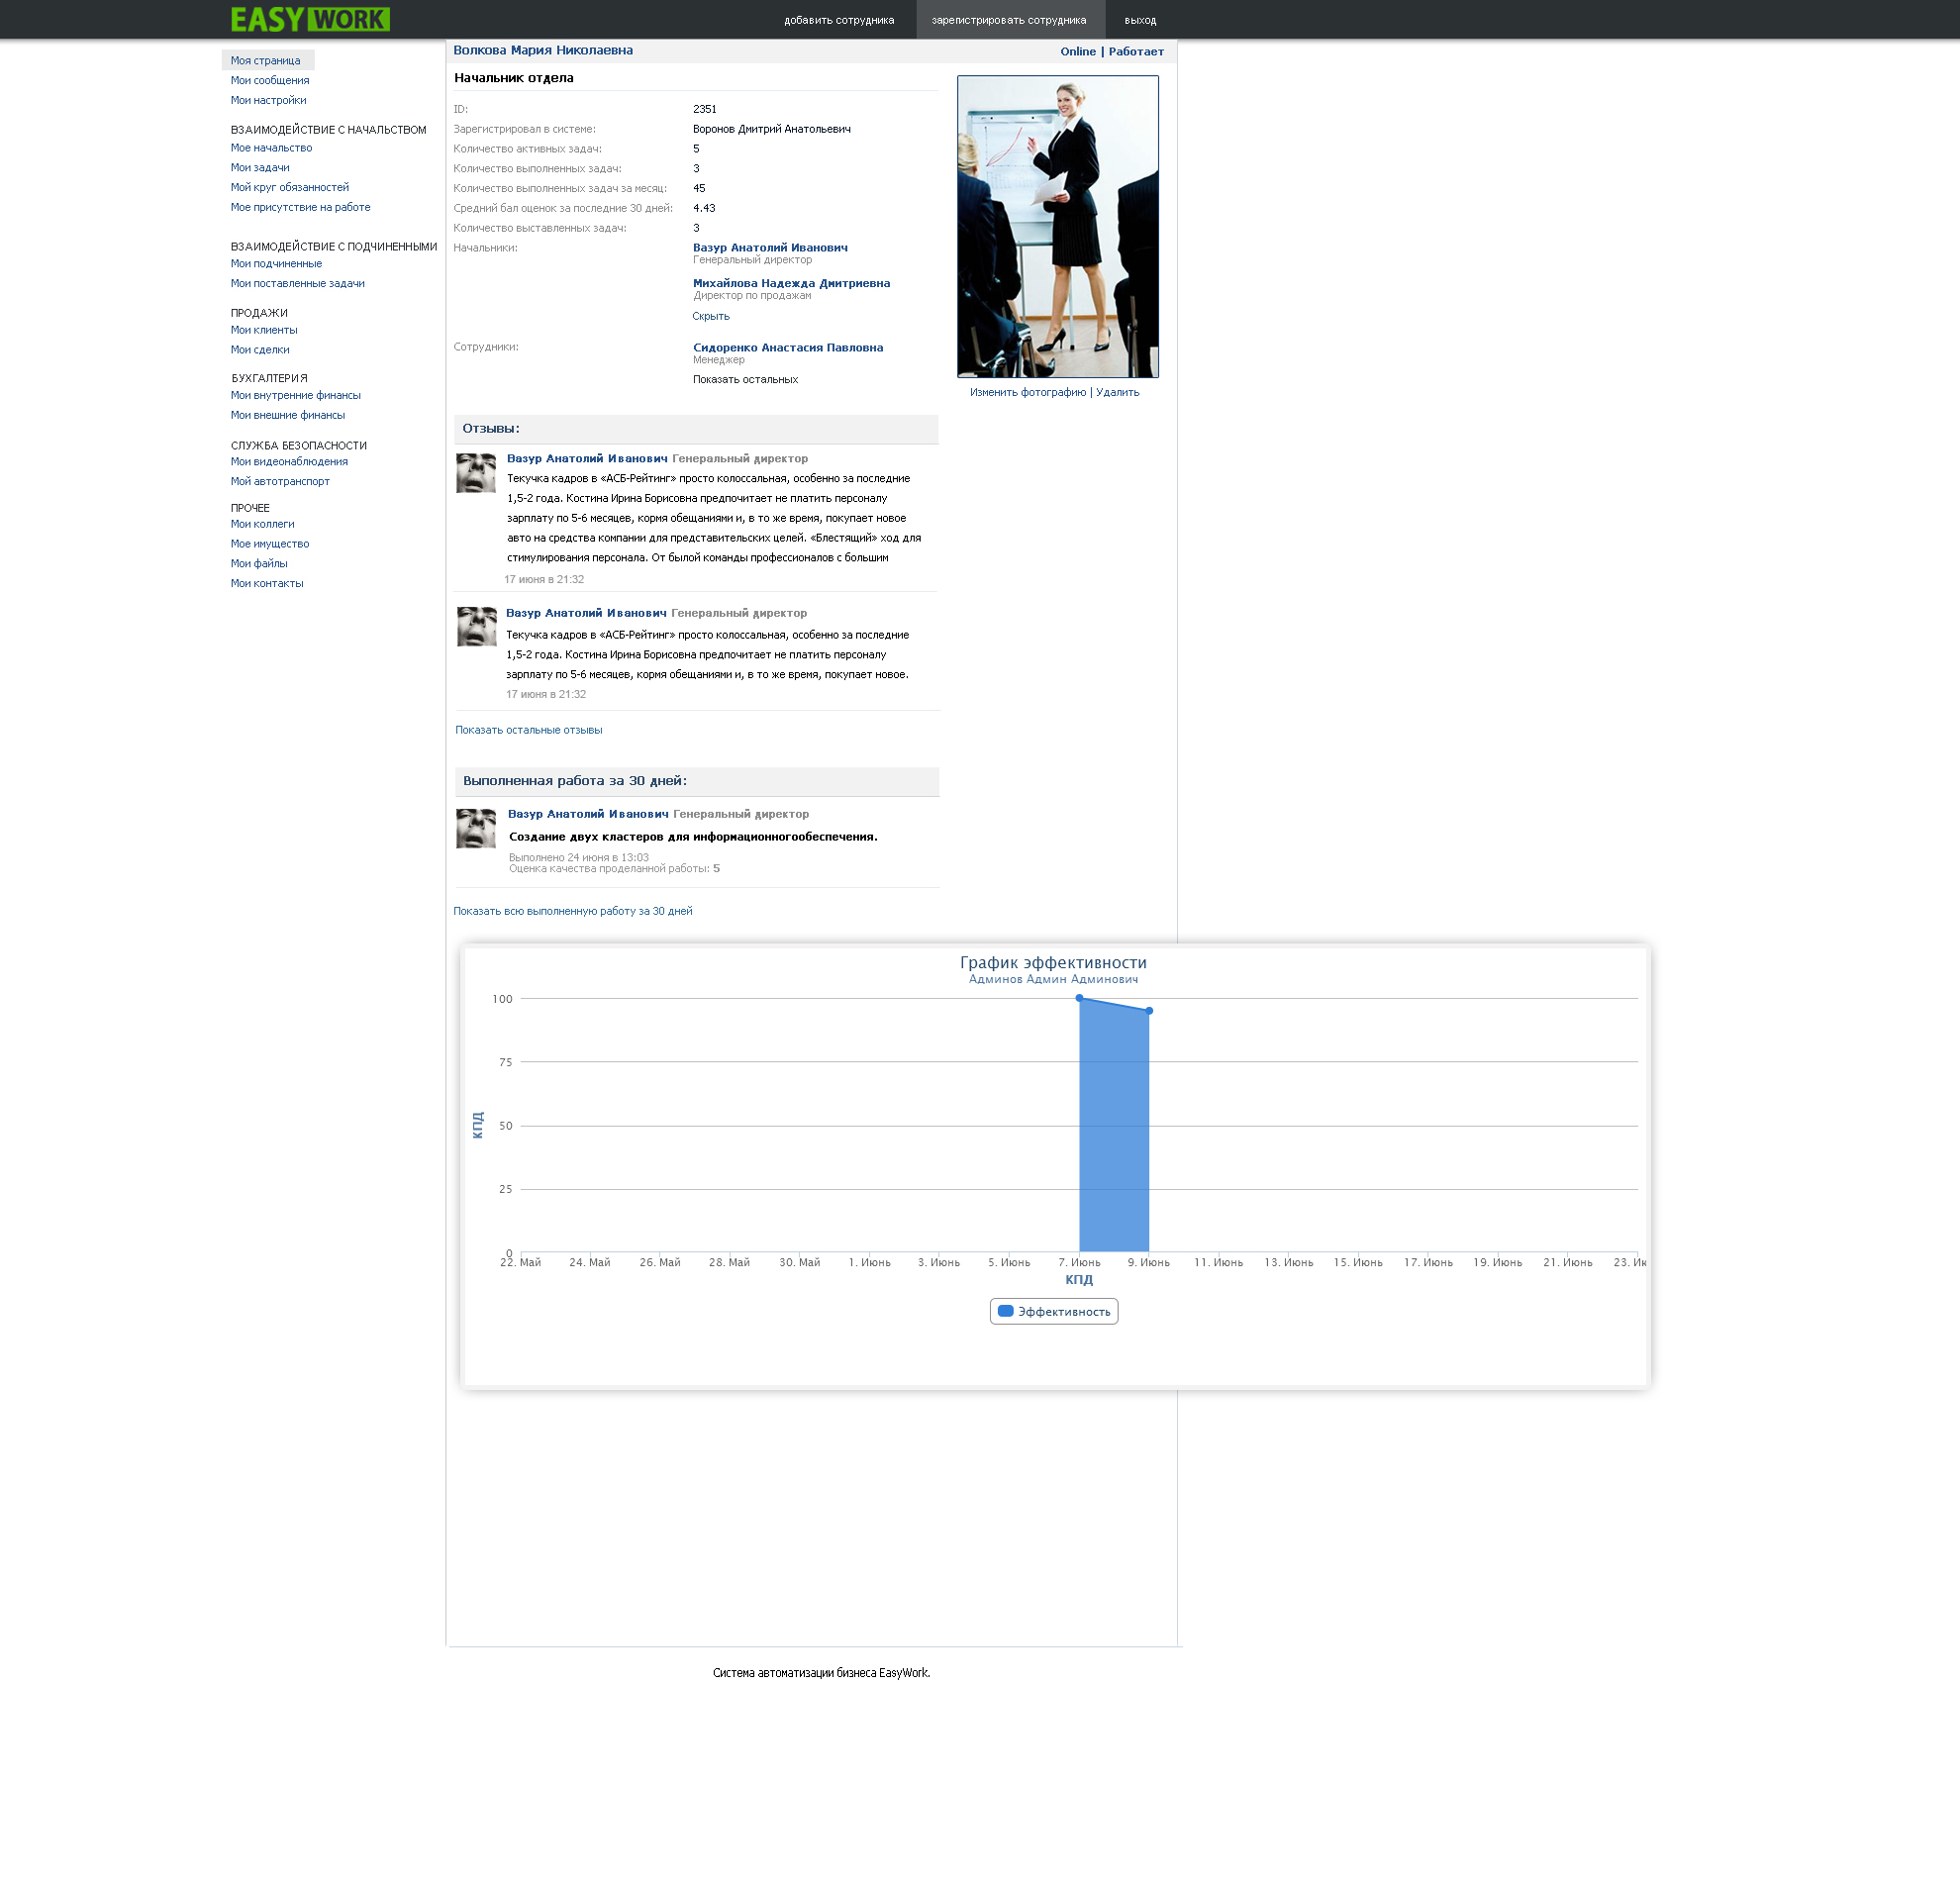 EASY WORK
добавить сотрудника
зарегистрировать сотрудника
выход
Моя страница
Мои сообщения
Мои настройки
ВЗАИМОДЕЙСТВИЕ С НАЧАЛЬСТВОМ
Мое начальство
Мои задачи
Мой круг обязанностей
Мое присутствие на работе
ВЗАИМОДЕЙСТВИЕ С ПОДЧИНЕННЫМИ
Мои подчиненные
Мои поставленные задачи
ПРОДАЖИ
Мои клиенты
Мои сделки
БУХГАЛТЕРИЯ
Мои внутренние финансы
Мои внешние финансы
СЛУЖБА БЕЗОПАСНОСТИ
Мои видеонаблюдения
Мой автотранспорт
ПРОЧЕЕ
Мои коллеги
Мое имущество
Мои файлы
Мои контакты
Волкова Мария Николаевна
Online | Работает
Начальник отдела
ID: 2351
Зарегистрировал в системе: Воронов Дмитрий Анатольевич
Количество активных задач: 5
Количество выполненных задач: 3
Количество выполненных задач за месяц: 45
Средний бал оценок за последние 30 дней: 4.43
Количество выставленных задач: 3
Начальники: Вазур Анатолий Иванович
Генеральный директор
Михайлова Надежда Дмитриевна
Директор по продажам
Скрыть
Сотрудники: Сидоренко Анастасия Павловна
Менеджер
Показать остальных
Изменить фотографию | Удалить
Отзывы:
Вазур Анатолий Иванович Генеральный директор
Текучка кадров в «АСБ-Рейтинг» просто колоссальная, особенно за последние
1,5-2 года. Костина Ирина Борисовна предпочитает не платить персоналу
зарплату по 5-6 месяцев, кормя обещаниями и, в то же время, покупает новое
авто на средства компании для представительских целей. «Блестящий» ход для
стимулирования персонала. От былой команды профессионалов с большим
17 июня в 21:32
Вазур Анатолий Иванович Генеральный директор
Текучка кадров в «АСБ-Рейтинг» просто колоссальная, особенно за последние
1,5-2 года. Костина Ирина Борисовна предпочитает не платить персоналу
зарплату по 5-6 месяцев, кормя обещаниями и, в то же время, покупает новое.
17 июня в 21:32
Показать остальные отзывы
Выполненная работа за 30 дней:
Вазур Анатолий Иванович Генеральный директор
Создание двух кластеров для информационногообеспечения.
Выполнено 24 июня в 13:03
Оценка качества проделанной работы: 5
Показать всю выполненную работу за 30 дней
График эффективности
Админов Админ Админович
100
75
50
25
0
КПД
22. Май 24. Май 26. Май 28. Май 30. Май 1. Июнь 3. Июнь 5. Июнь 7. Июнь 9. Июнь 11. Июнь 13. Июнь 15. Июнь 17. Июнь 19. Июнь 21. Июнь 23. Ик
КПД
Эффективность
Система автоматизации бизнеса EasyWork.